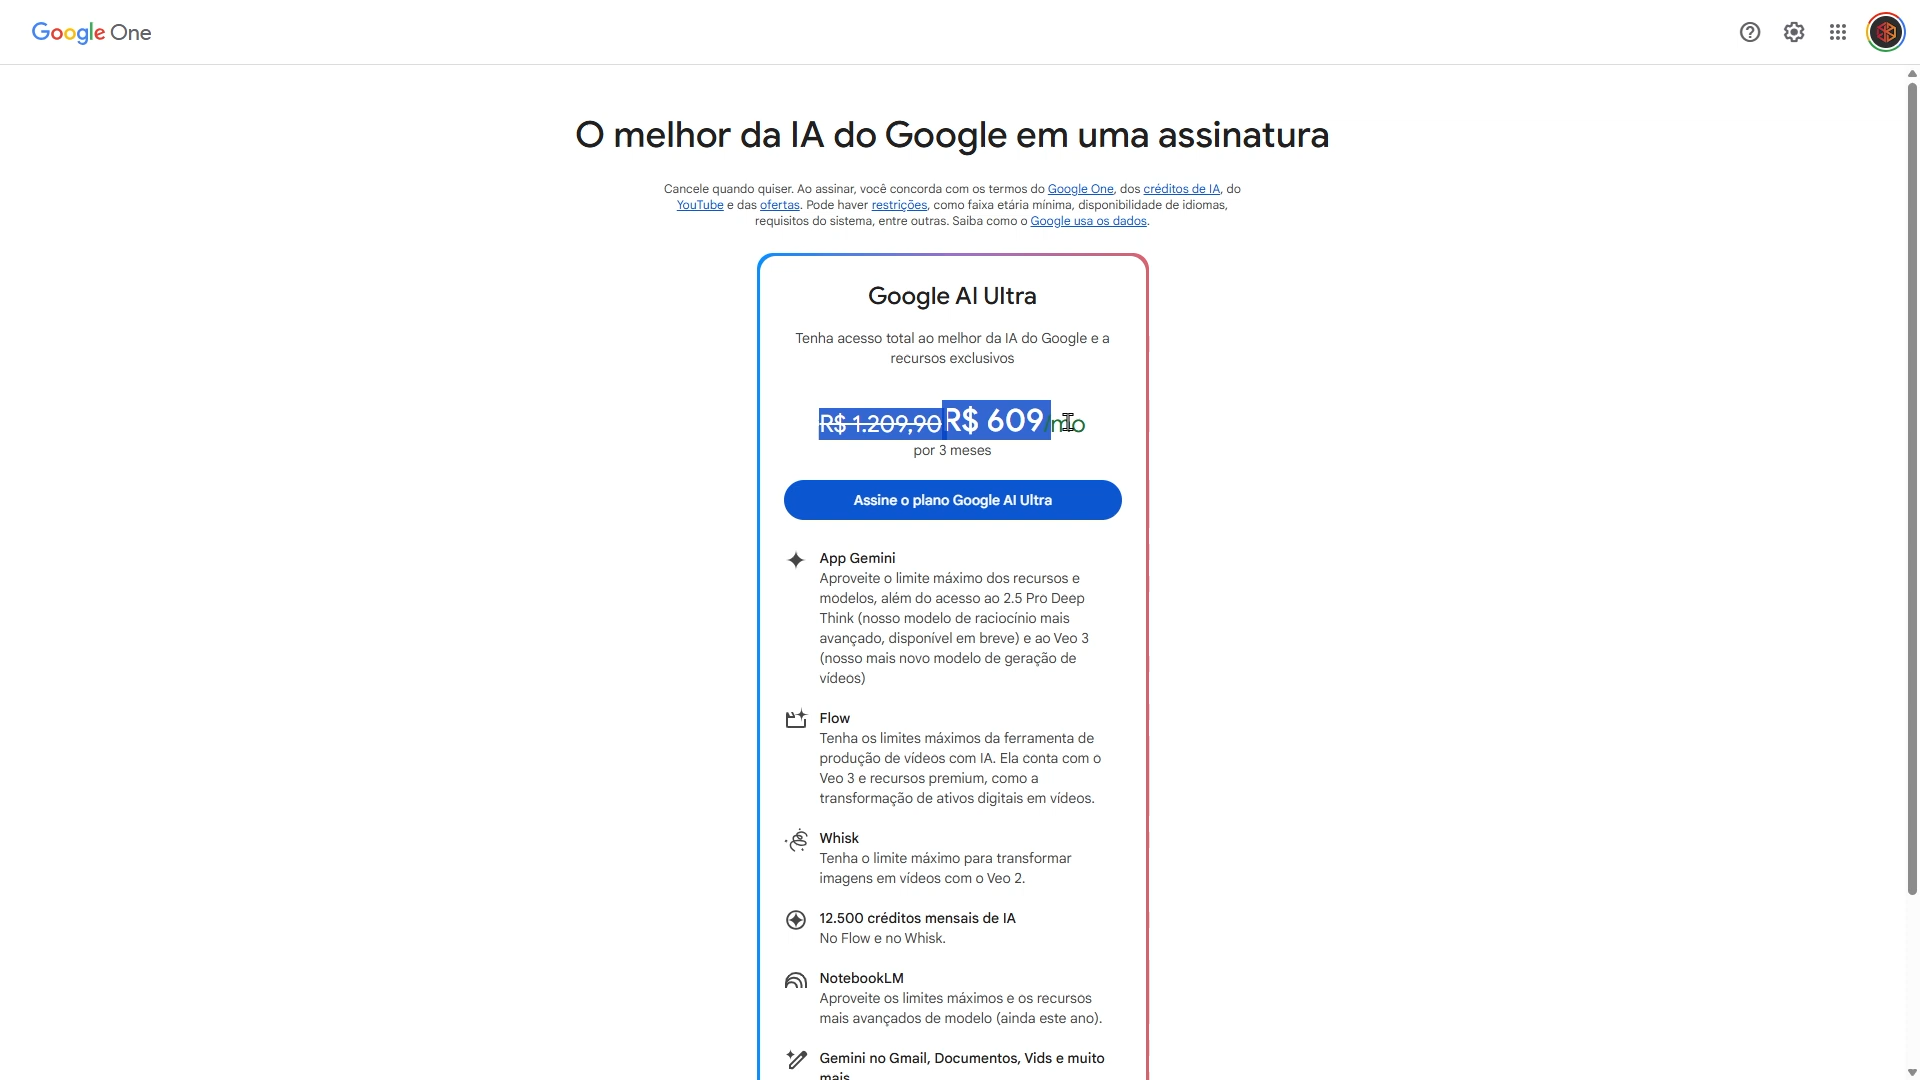 Google One
O melhor da IA do Google em uma assinatura
Cancele quando quiser. Ao assinar, você concorda com os termos do Google One, dos créditos de IA, do
YouTube e das ofertas. Pode haver restrições, como faixa etária mínima, disponibilidade de idiomas,
requisitos do sistema, entre outras. Saiba como o Google usa os dados.
Google AI Ultra
Tenha acesso total ao melhor da IA do Google e a
recursos exclusivos
R$ 1.209,90 R$ 609/mo
por 3 meses
Assine o plano Google AI Ultra
App Gemini
Aproveite o limite máximo dos recursos e
modelos, além do acesso ao 2.5 Pro Deep
Think (nosso modelo de raciocínio mais
avançado, disponível em breve) e ao Veo 3
(nosso mais novo modelo de geração de
vídeos)
Flow
Tenha os limites máximos da ferramenta de
produção de vídeos com IA. Ela conta com o
Veo 3 e recursos premium, como a
transformação de ativos digitais em vídeos.
Whisk
Tenha o limite máximo para transformar
imagens em vídeos com o Veo 2.
12.500 créditos mensais de IA
No Flow e no Whisk.
NotebookLM
Aproveite os limites máximos e os recursos
mais avançados de modelo (ainda este ano).
Gemini no Gmail, Documentos, Vids e muito
mais